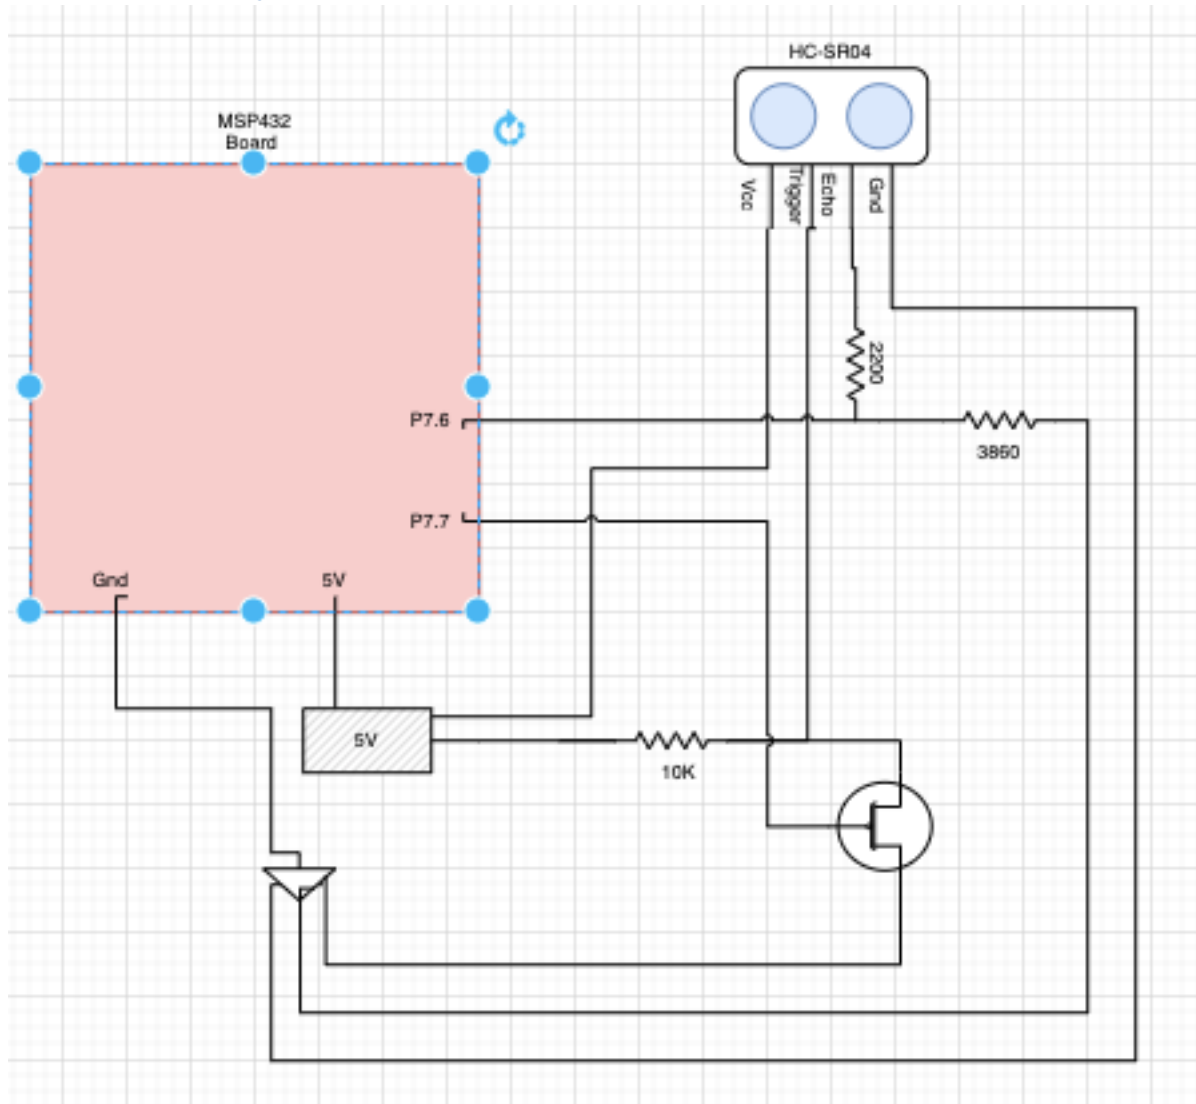 HC-SR04
MSP432
Board
Vcc
Trigger
Echo
Gnd
2200
P7.6
3860
P7.7
Gnd
5V
5V
10K